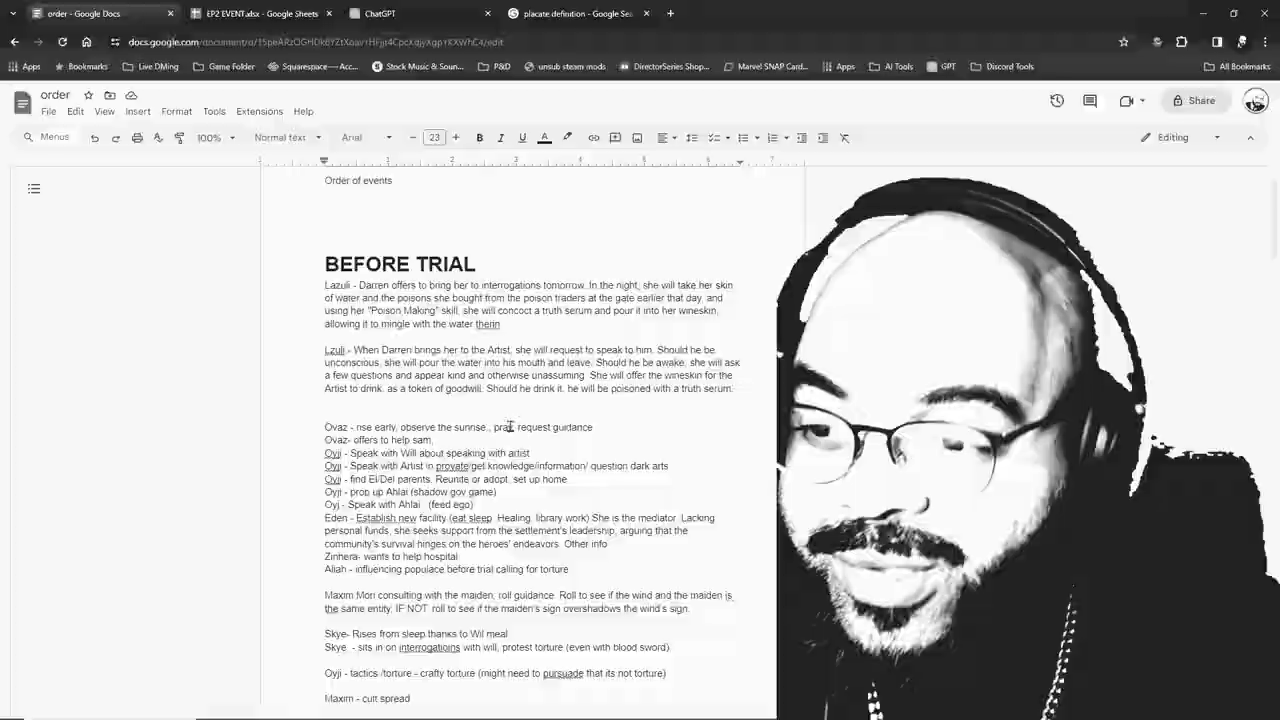 order - Google Docs
EP2 EVENT.xlsx - Google Sheets
ChatGPT
placate definition - Google Sea
docs.google.com
Apps
Bookmarks
Live DMing
Game Folder
Squarespace — Acc...
Stock Music & Soun...
P&D
unsub steam mods
DirectorSeries Shop...
Marvel SNAP Card...
Apps
AI Tools
GPT
Discord Tools
All Bookmarks
order
File Edit View Insert Format Tools Extensions Help
Share
Menus
100%
Normal text
Arial
23
Editing
Order of events
BEFORE TRIAL
Lazuli - Darren offers to bring her to interrogations tomorrow. In the night, she will take her skin
of water and the poisons she bought from the poison traders at the gate earlier that day, and
using her "Poison Making" skill, she will concoct a truth serum and pour it into her wineskin,
allowing it to mingle with the water therin
Lzuli - When Darren brings her to the Artist, she will request to speak to him. Should he be
unconscious, she will pour the water into his mouth and leave. Should he be awake, she will ask
a few questions and appear kind and otherwise unassuming. She will offer the wineskin for the
Artist to drink, as a token of goodwill. Should he drink it, he will be poisoned with a truth serum.
Ovaz - rise early, observe the sunrise., pray, request guidance
Ovaz- offers to help sam,
Oyji - Speak with Will about speaking with artist
Oyji - Speak with Artist in provate/get knowledge/information/ question dark arts
Oyji - find El/Del parents. Reunite or adopt, set up home
Oyji - prop up Ahlai (shadow gov game)
Oyj - Speak with Ahlai (feed ego)
Eden - Establish new facility (eat sleep, Healing, library work) She is the mediator. Lacking
personal funds, she seeks support from the settlement's leadership, arguing that the
community's survival hinges on the heroes' endeavors. Other info
Zinhera- wants to help hospital
Aliah - influencing populace before trial calling for torture
Maxim Mori consulting with the maiden, roll guidance. Roll to see if the wind and the maiden is
the same entity. IF NOT roll to see if the maiden's sign overshadows the wind's sign.
Skye- Rises from sleep thanks to Wil meal
Skye - sits in on interrogatioins with will, protest torture (even with blood sword)
Oyji - tactics /torture - crafty torture (might need to pursuade that its not torture)
Maxim - cult spread